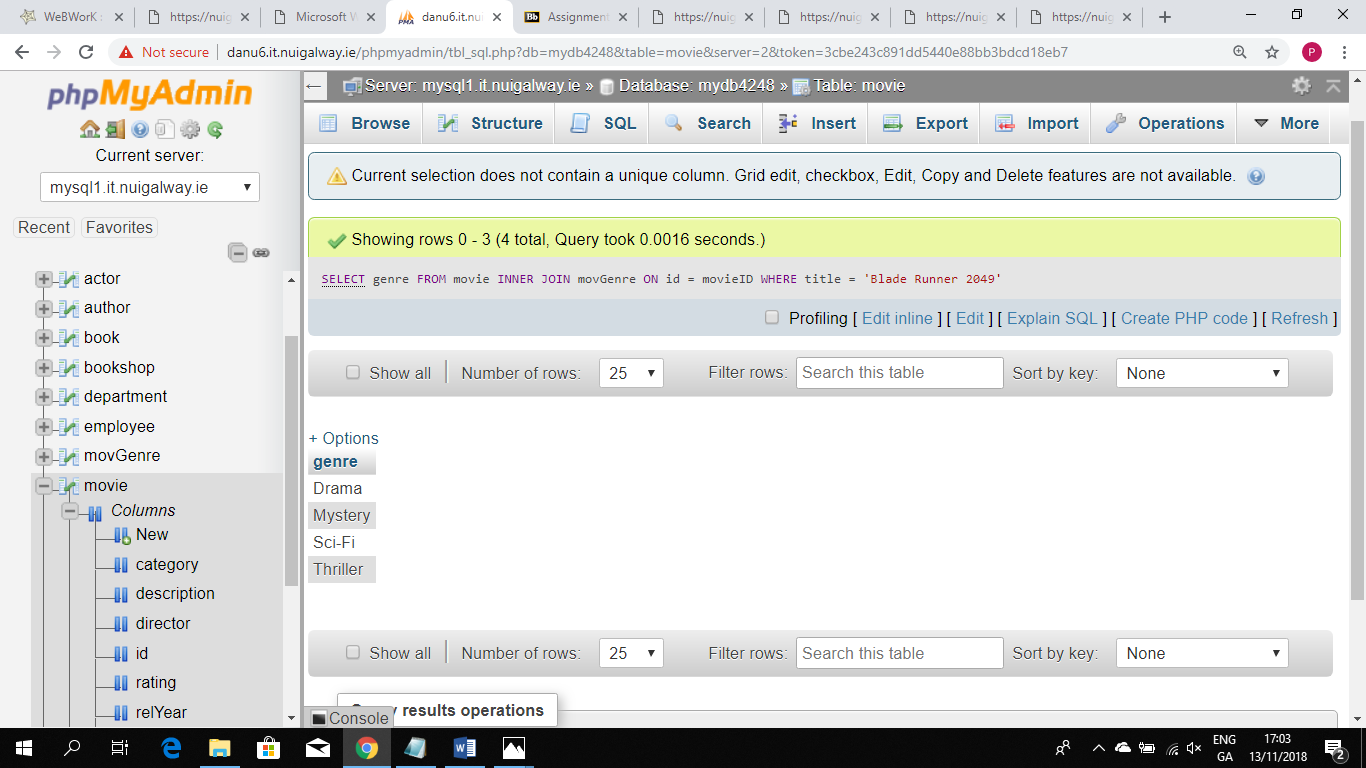 WeBWorK :
https://nuig
Microsoft W
danu6.it.nui
Assignment
https://nuig
https://nuig
https://nuig
https://nuig
Not secure danu6.it.nuigalway.ie/phpmyadmin/tbl_sql.php?db=mydb4248&table=movie&server=2&token=3cbe243c891dd5440e88bb3bdcd18eb7
P
phpMyAdmin
Current server:
mysql1.it.nuigalway.ie
Recent Favorites
actor
author
book
bookshop
department
employee
movGenre
movie
Columns
New
category
description
director
id
rating
relYear
Server: mysql1.it.nuigalway.ie » Database: mydb4248 » Table: movie
Browse Structure SQL Search Insert Export Import Operations More
Current selection does not contain a unique column. Grid edit, checkbox, Edit, Copy and Delete features are not available.
Showing rows 0 - 3 (4 total, Query took 0.0016 seconds.)
SELECT genre FROM movie INNER JOIN movGenre ON id = movieID WHERE title = 'Blade Runner 2049'
Profiling [ Edit inline ] [ Edit ] [ Explain SQL ] [ Create PHP code ] [ Refresh ]
Show all Number of rows: 25 Filter rows: Search this table Sort by key: None
+ Options
genre
Drama
Mystery
Sci-Fi
Thriller
Show all Number of rows: 25 Filter rows: Search this table Sort by key: None
results operations
Console
ENG
GA
17:03
13/11/2018
2